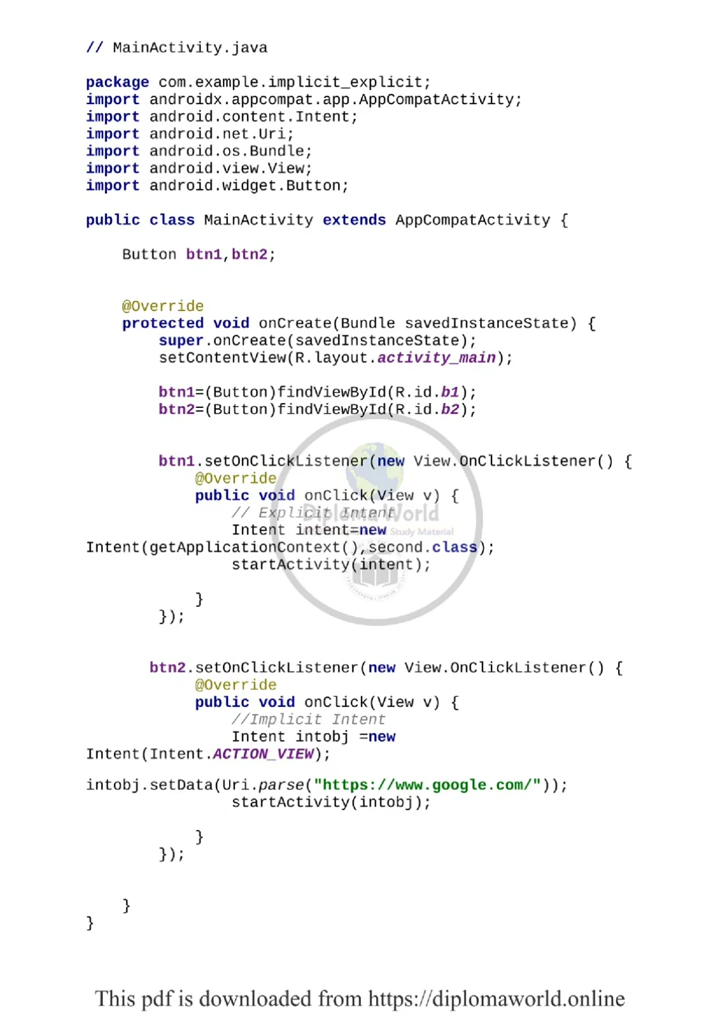 // MainActivity.java
package com.example.implicit_explicit;
import androidx.appcompat.app.AppCompatActivity;
import android.content.Intent;
import android.net.Uri;
import android.os.Bundle;
import android.view.View;
import android.widget.Button;
public class MainActivity extends AppCompatActivity {
Button btn1,btn2;
@Override
protected void onCreate(Bundle savedInstanceState) {
super.onCreate(savedInstanceState);
setContentView(R.layout.activity_main);
btn1=(Button)findViewById(R.id.b1);
btn2=(Button)findViewById(R.id.b2);
btn1.setOnClickListener(new View.OnClickListener() {
@Override
public void onClick(View v) {
// Explicit Intent
Diploma World
Intent intent=new
Study Material
Intent(getApplicationContext(),second.class);
startActivity(intent);
}
});
btn2.setOnClickListener(new View.OnClickListener() {
@Override
public void onClick(View v) {
//Implicit Intent
Intent intobj =new
Intent(Intent.ACTION_VIEW);
intobj.setData(Uri.parse("https://www.google.com/"));
startActivity(intobj);
}
});
}
}
This pdf is downloaded from https://diplomaworld.online